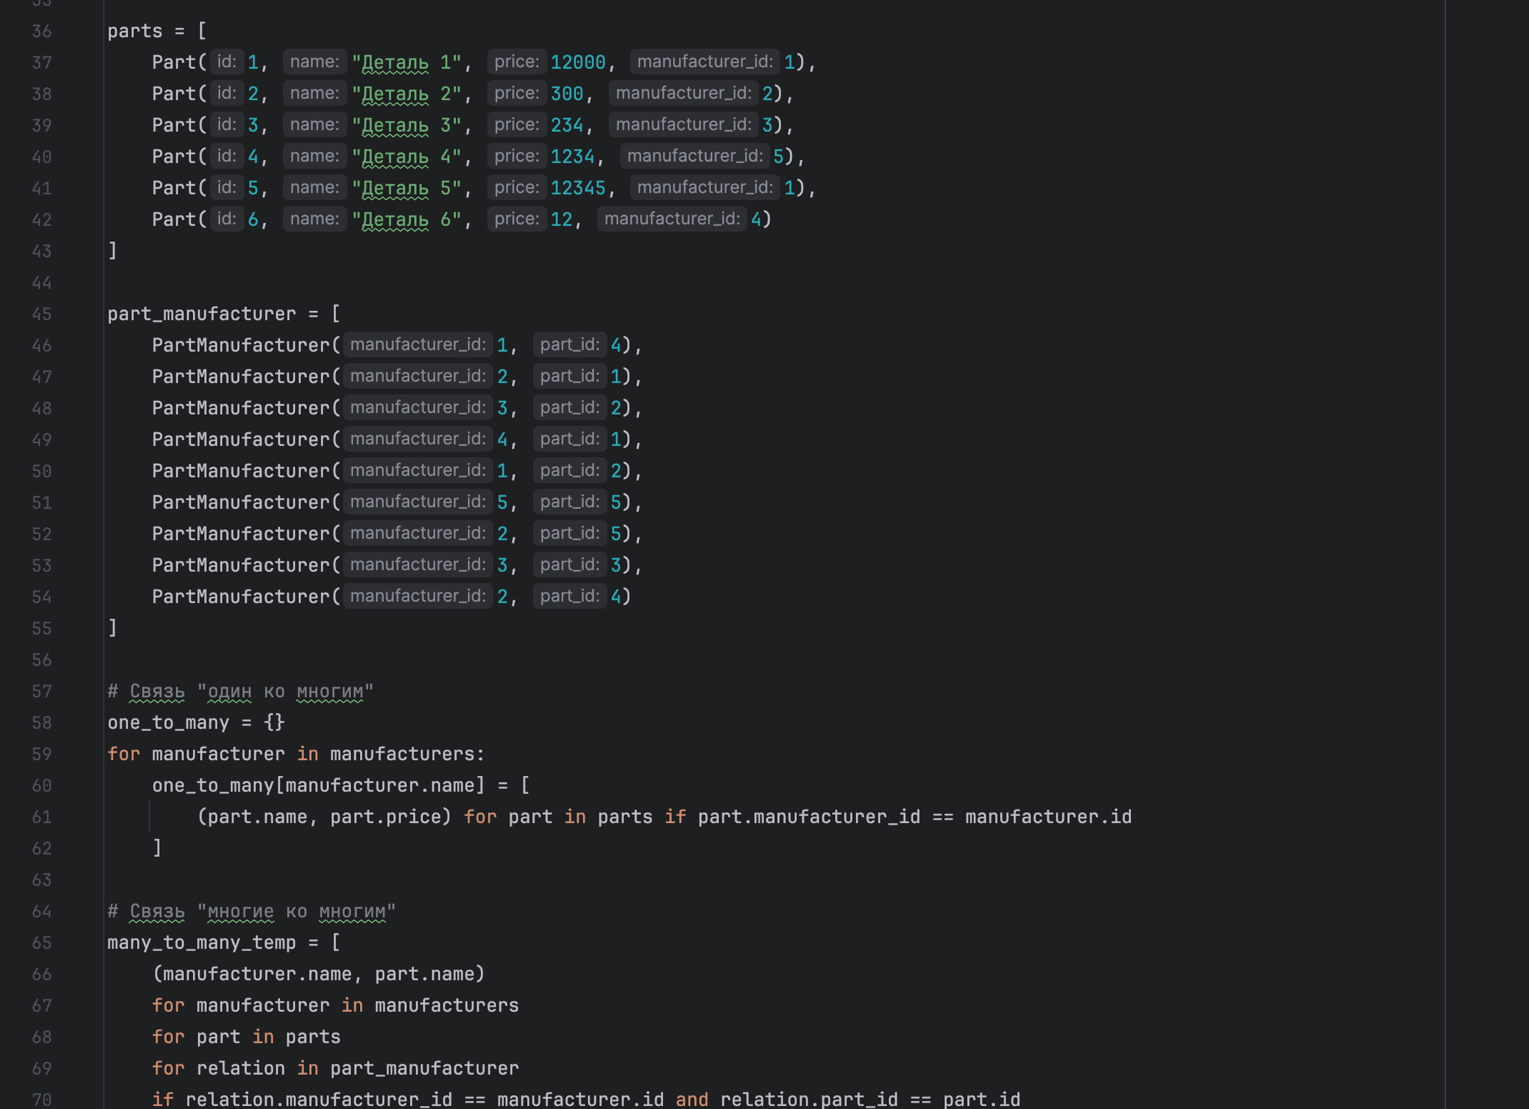 36 parts = [
37 Part( id: 1, name: "Деталь 1", price: 12000, manufacturer_id: 1),
38 Part( id: 2, name: "Деталь 2", price: 300, manufacturer_id: 2),
39 Part( id: 3, name: "Деталь 3", price: 234, manufacturer_id: 3),
40 Part( id: 4, name: "Деталь 4", price: 1234, manufacturer_id: 5),
41 Part( id: 5, name: "Деталь 5", price: 12345, manufacturer_id: 1),
42 Part( id: 6, name: "Деталь 6", price: 12, manufacturer_id: 4)
43 ]
44
45 part_manufacturer = [
46 PartManufacturer( manufacturer_id: 1, part_id: 4),
47 PartManufacturer( manufacturer_id: 2, part_id: 1),
48 PartManufacturer( manufacturer_id: 3, part_id: 2),
49 PartManufacturer( manufacturer_id: 4, part_id: 1),
50 PartManufacturer( manufacturer_id: 1, part_id: 2),
51 PartManufacturer( manufacturer_id: 5, part_id: 5),
52 PartManufacturer( manufacturer_id: 2, part_id: 5),
53 PartManufacturer( manufacturer_id: 3, part_id: 3),
54 PartManufacturer( manufacturer_id: 2, part_id: 4)
55 ]
56
57 # Связь "один ко многим"
58 one_to_many = {}
59 for manufacturer in manufacturers:
60 one_to_many[manufacturer.name] = [
61 (part.name, part.price) for part in parts if part.manufacturer_id == manufacturer.id
62 ]
63
64 # Связь "многие ко многим"
65 many_to_many_temp = [
66 (manufacturer.name, part.name)
67 for manufacturer in manufacturers
68 for part in parts
69 for relation in part_manufacturer
70 if relation.manufacturer_id == manufacturer.id and relation.part_id == part.id